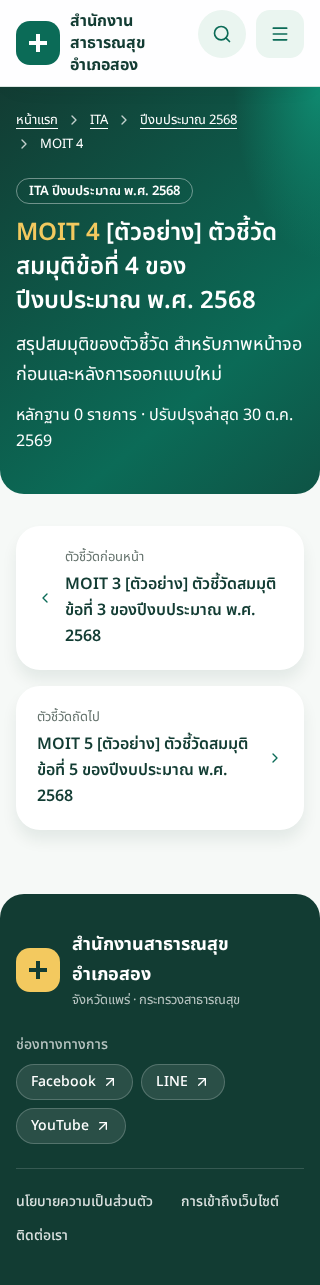 สำนักงาน
สาธารณสุข
อำเภอสอง
หน้าแรก
ITA
ปีงบประมาณ 2568
MOIT 4
ITA ปีงบประมาณ พ.ศ. 2568
MOIT 4 [ตัวอย่าง] ตัวชี้วัด
สมมุติข้อที่ 4 ของ
ปีงบประมาณ พ.ศ. 2568
สรุปสมมุติของตัวชี้วัด สำหรับภาพหน้าจอ
ก่อนและหลังการออกแบบใหม่
หลักฐาน 0 รายการ · ปรับปรุงล่าสุด 30 ต.ค.
2569
ตัวชี้วัดก่อนหน้า
MOIT 3 [ตัวอย่าง] ตัวชี้วัดสมมุติ
ข้อที่ 3 ของปีงบประมาณ พ.ศ.
2568
ตัวชี้วัดถัดไป
MOIT 5 [ตัวอย่าง] ตัวชี้วัดสมมุติ
ข้อที่ 5 ของปีงบประมาณ พ.ศ.
2568
สำนักงานสาธารณสุข
อำเภอสอง
จังหวัดแพร่ · กระทรวงสาธารณสุข
ช่องทางทางการ
Facebook
LINE
YouTube
นโยบายความเป็นส่วนตัว
การเข้าถึงเว็บไซต์
ติดต่อเรา